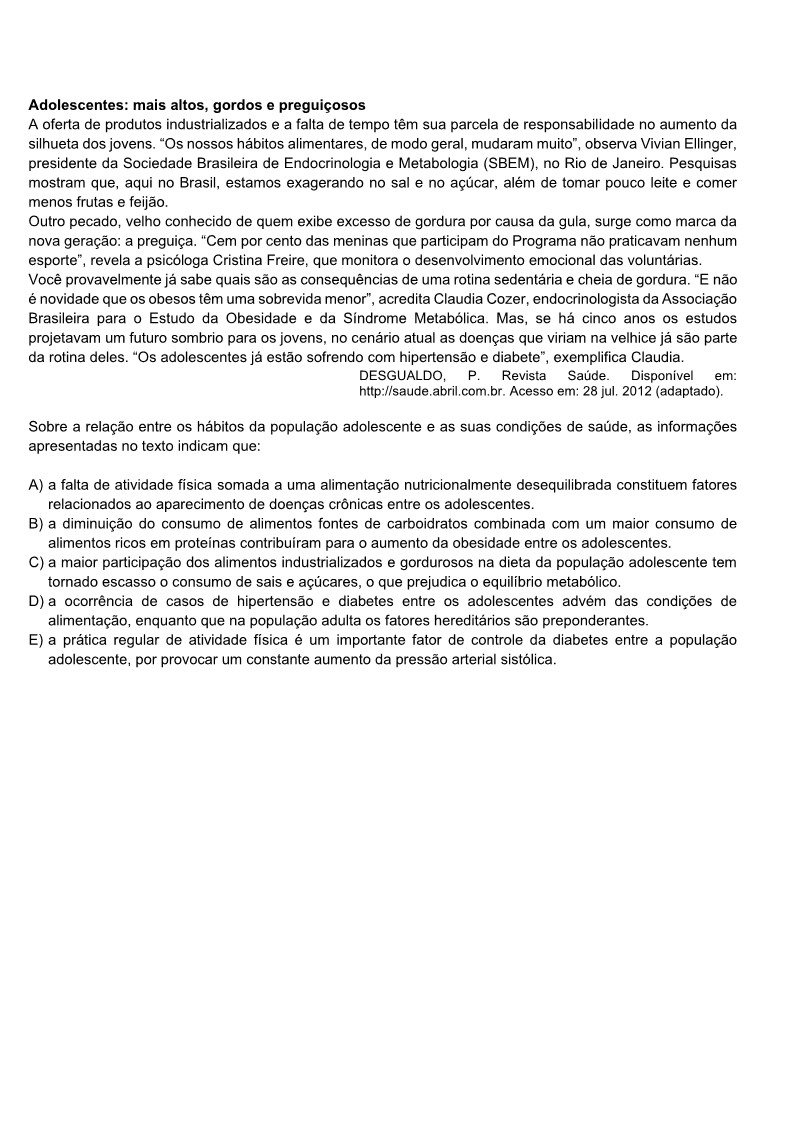 Adolescentes: mais altos, gordos e preguiçosos
A oferta de produtos industrializados e a falta de tempo têm sua parcela de responsabilidade no aumento da
silhueta dos jovens. “Os nossos hábitos alimentares, de modo geral, mudaram muito”, observa Vivian Ellinger,
presidente da Sociedade Brasileira de Endocrinologia e Metabologia (SBEM), no Rio de Janeiro. Pesquisas
mostram que, aqui no Brasil, estamos exagerando no sal e no açúcar, além de tomar pouco leite e comer
menos frutas e feijão.
Outro pecado, velho conhecido de quem exibe excesso de gordura por causa da gula, surge como marca da
nova geração: a preguiça. “Cem por cento das meninas que participam do Programa não praticavam nenhum
esporte”, revela a psicóloga Cristina Freire, que monitora o desenvolvimento emocional das voluntárias.
Você provavelmente já sabe quais são as consequências de uma rotina sedentária e cheia de gordura. “E não
é novidade que os obesos têm uma sobrevida menor”, acredita Claudia Cozer, endocrinologista da Associação
Brasileira para o Estudo da Obesidade e da Síndrome Metabólica. Mas, se há cinco anos os estudos
projetavam um futuro sombrio para os jovens, no cenário atual as doenças que viriam na velhice já são parte
da rotina deles. “Os adolescentes já estão sofrendo com hipertensão e diabete”, exemplifica Claudia.
DESGUALDO, P. Revista Saúde. Disponível em:
http://saude.abril.com.br. Acesso em: 28 jul. 2012 (adaptado).
Sobre a relação entre os hábitos da população adolescente e as suas condições de saúde, as informações
apresentadas no texto indicam que:
A) a falta de atividade física somada a uma alimentação nutricionalmente desequilibrada constituem fatores
relacionados ao aparecimento de doenças crônicas entre os adolescentes.
B) a diminuição do consumo de alimentos fontes de carboidratos combinada com um maior consumo de
alimentos ricos em proteínas contribuíram para o aumento da obesidade entre os adolescentes.
C) a maior participação dos alimentos industrializados e gordurosos na dieta da população adolescente tem
tornado escasso o consumo de sais e açúcares, o que prejudica o equilíbrio metabólico.
D) a ocorrência de casos de hipertensão e diabetes entre os adolescentes advém das condições de
alimentação, enquanto que na população adulta os fatores hereditários são preponderantes.
E) a prática regular de atividade física é um importante fator de controle da diabetes entre a população
adolescente, por provocar um constante aumento da pressão arterial sistólica.